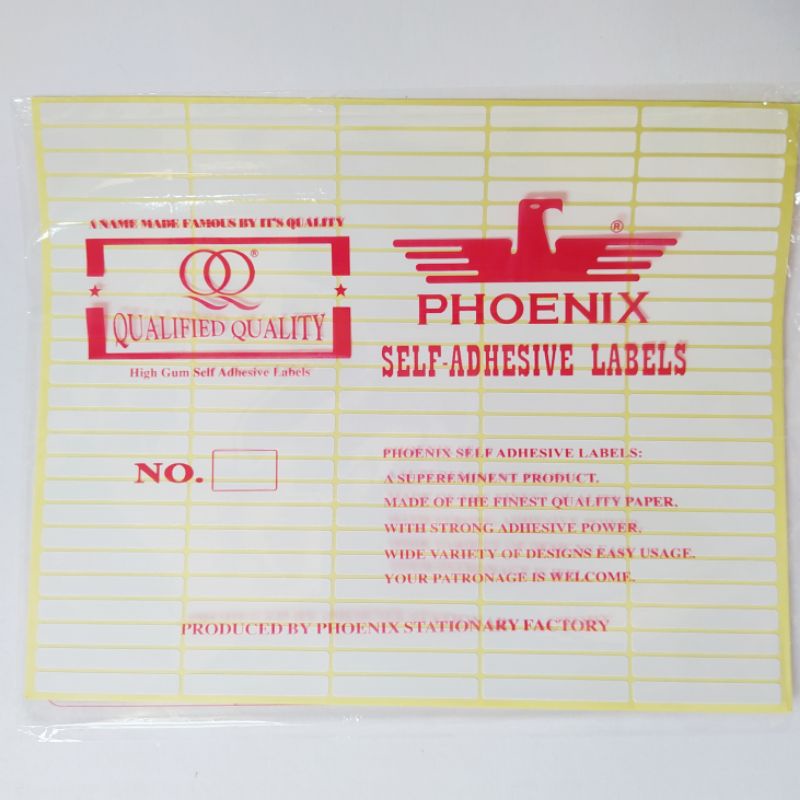 A NAME MADE FAMOUS BY IT'S QUALITY
QQ®
QUALIFIED QUALITY
High Gum Self Adhesive Labels
®
PHOENIX
SELF-ADHESIVE LABELS
NO.
PHOENIX SELF ADHESIVE LABELS:
A SUPEREMINENT PRODUCT.
MADE OF THE FINEST QUALITY PAPER,
WITH STRONG ADHESIVE POWER,
WIDE VARIETY OF DESIGNS EASY USAGE.
YOUR PATRONAGE IS WELCOME.
PRODUCED BY PHOENIX STATIONARY FACTORY